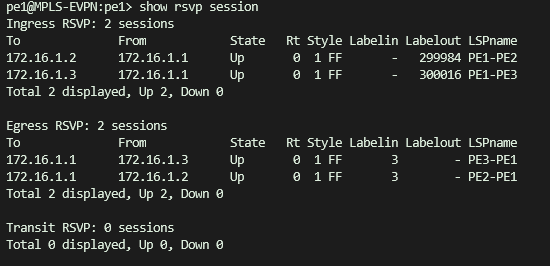 pe1@MPLS-EVPN:pe1> show rsvp session
Ingress RSVP: 2 sessions
To              From            State   Rt Style Labelin Labelout LSPname
172.16.1.2      172.16.1.1      Up       0  1 FF       -   299984 PE1-PE2
172.16.1.3      172.16.1.1      Up       0  1 FF       -   300016 PE1-PE3
Total 2 displayed, Up 2, Down 0
Egress RSVP: 2 sessions
To              From            State   Rt Style Labelin Labelout LSPname
172.16.1.1      172.16.1.3      Up       0  1 FF       3        - PE3-PE1
172.16.1.1      172.16.1.2      Up       0  1 FF       3        - PE2-PE1
Total 2 displayed, Up 2, Down 0
Transit RSVP: 0 sessions
Total 0 displayed, Up 0, Down 0